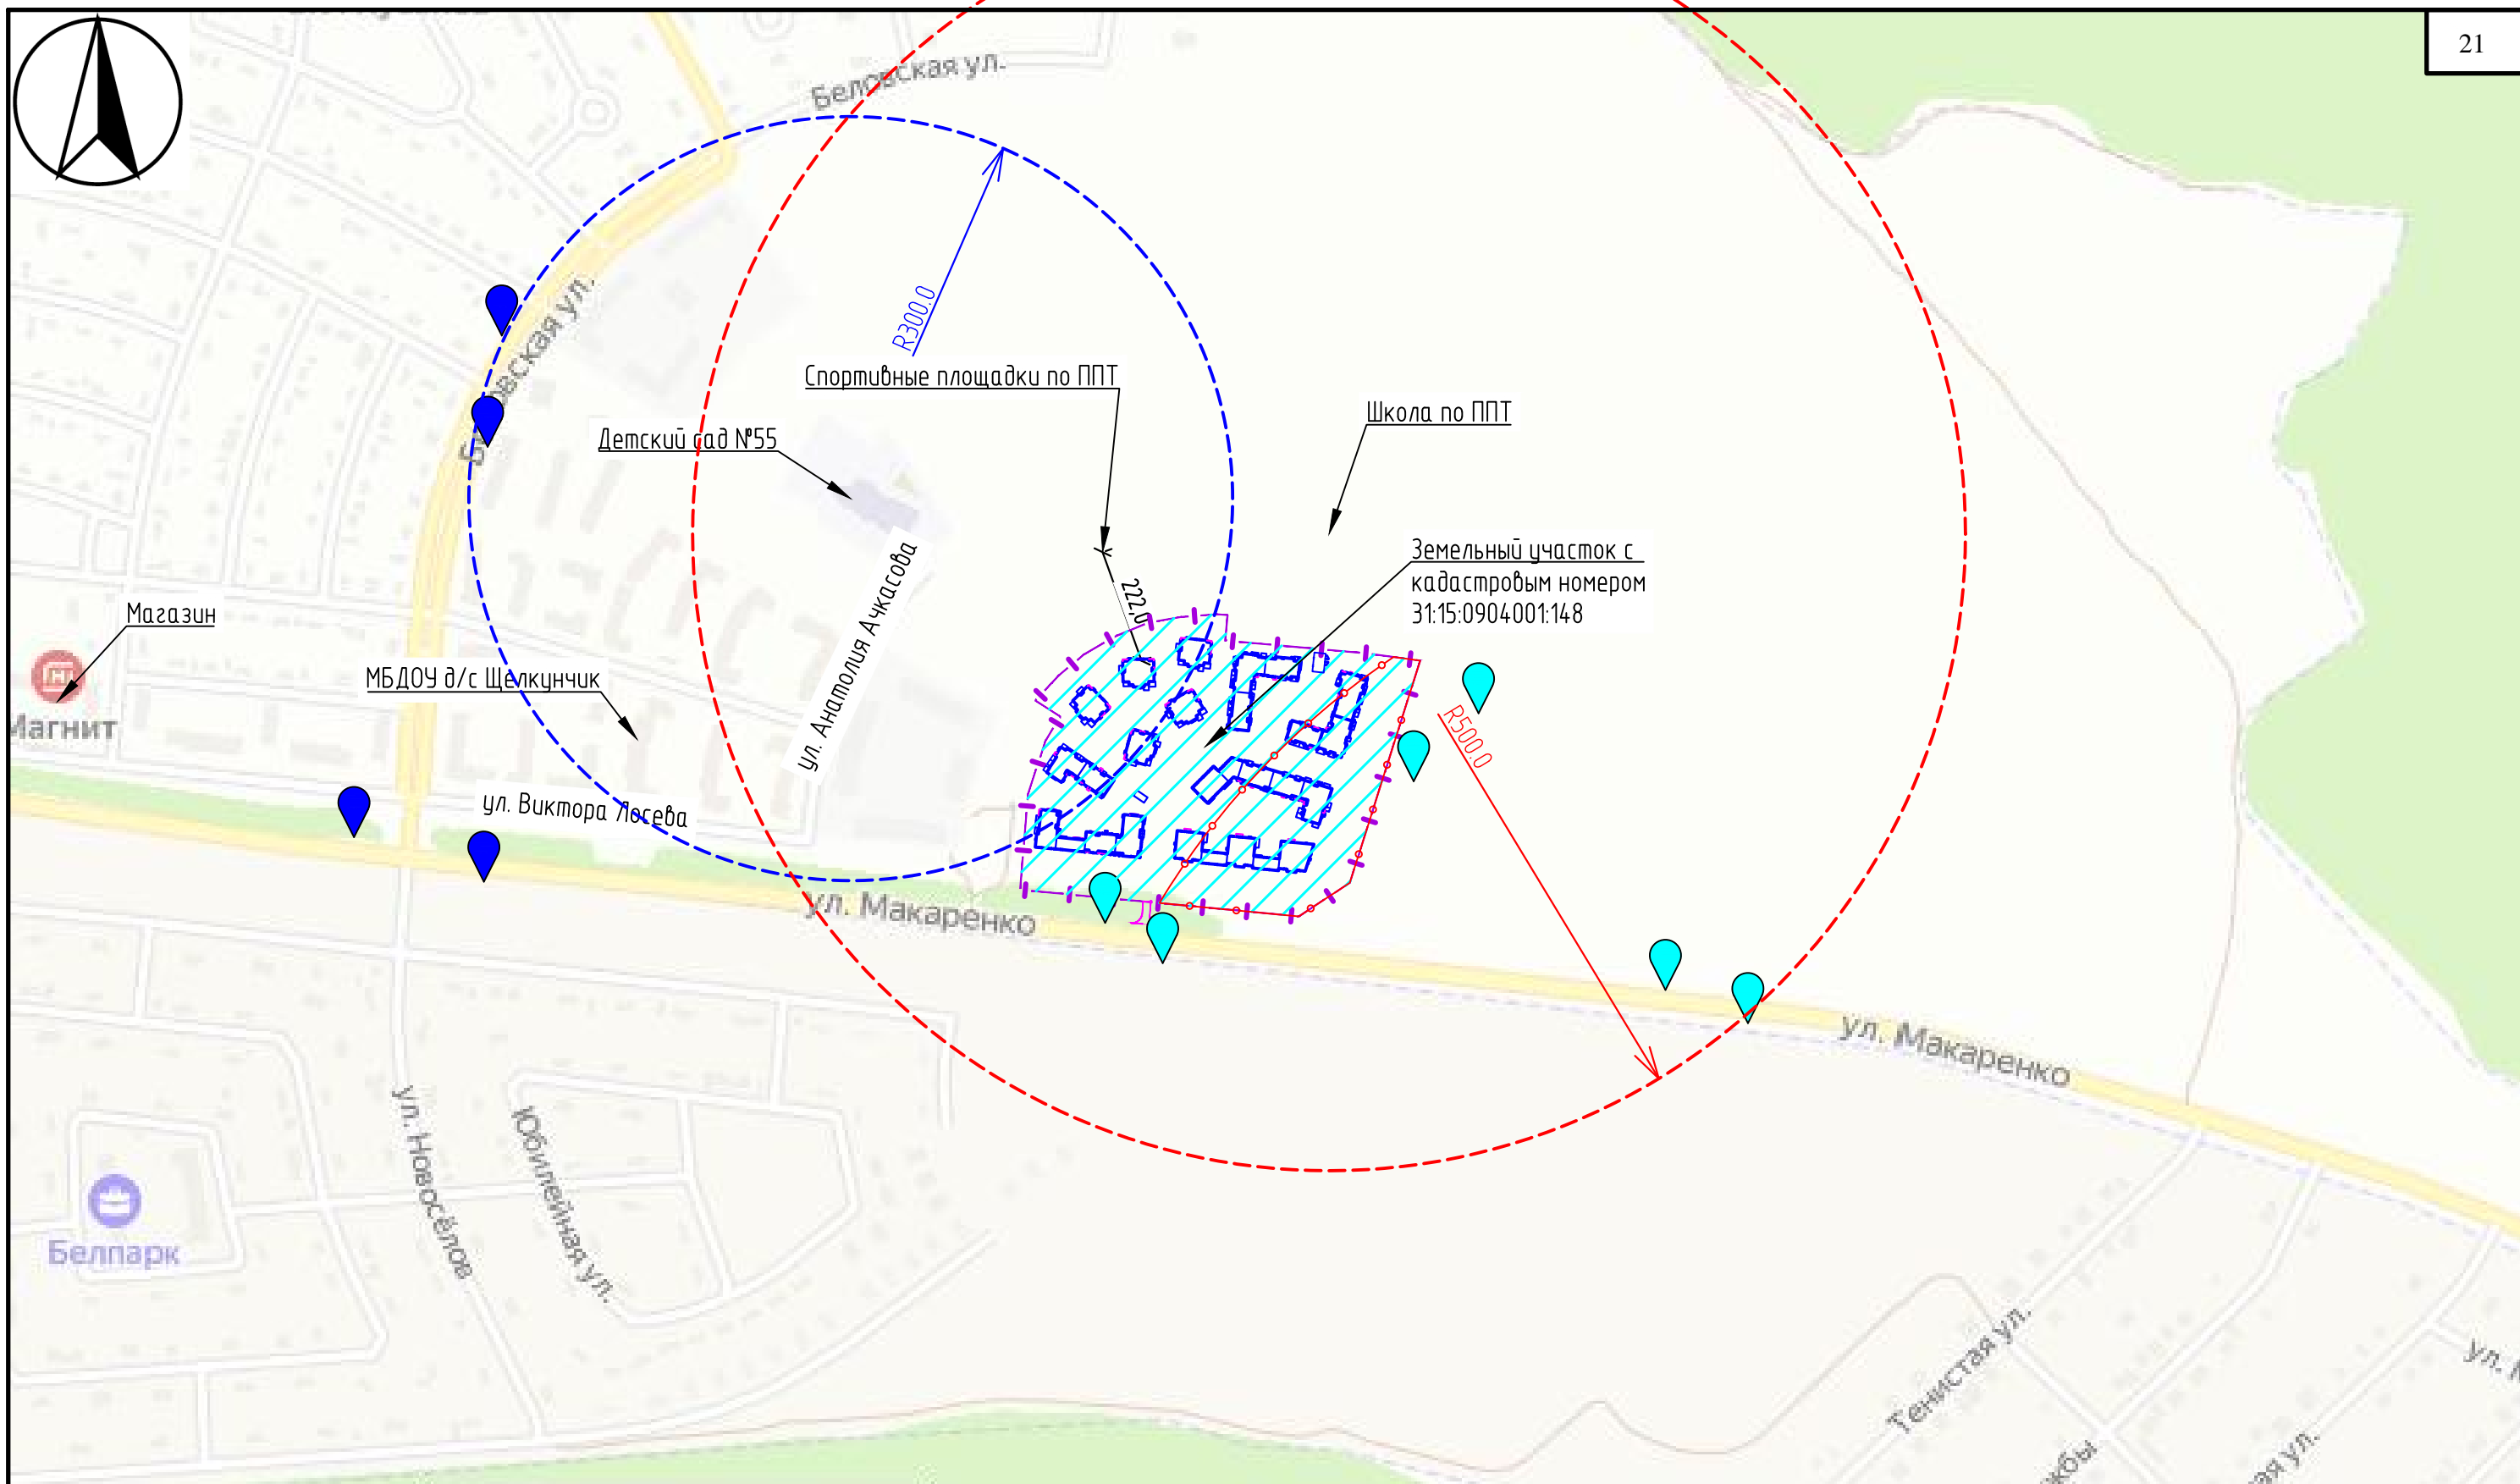 21
Беловская ул.
R300.0
Спортивные площадки по ППТ
Школа по ППТ
Детский сад №55
Земельный участок с
кадастровым номером
31:15:0904001:148
222,0
ул. Анатолия Ачкасова
Магазин
МБДОУ д/с Щелкунчик
Магнит
R500.0
ул. Виктора Лосева
ул. Макаренко
ул. Макаренко
ул. Новосёлов
Юбилейная ул.
Белпарк
Тенистая ул.